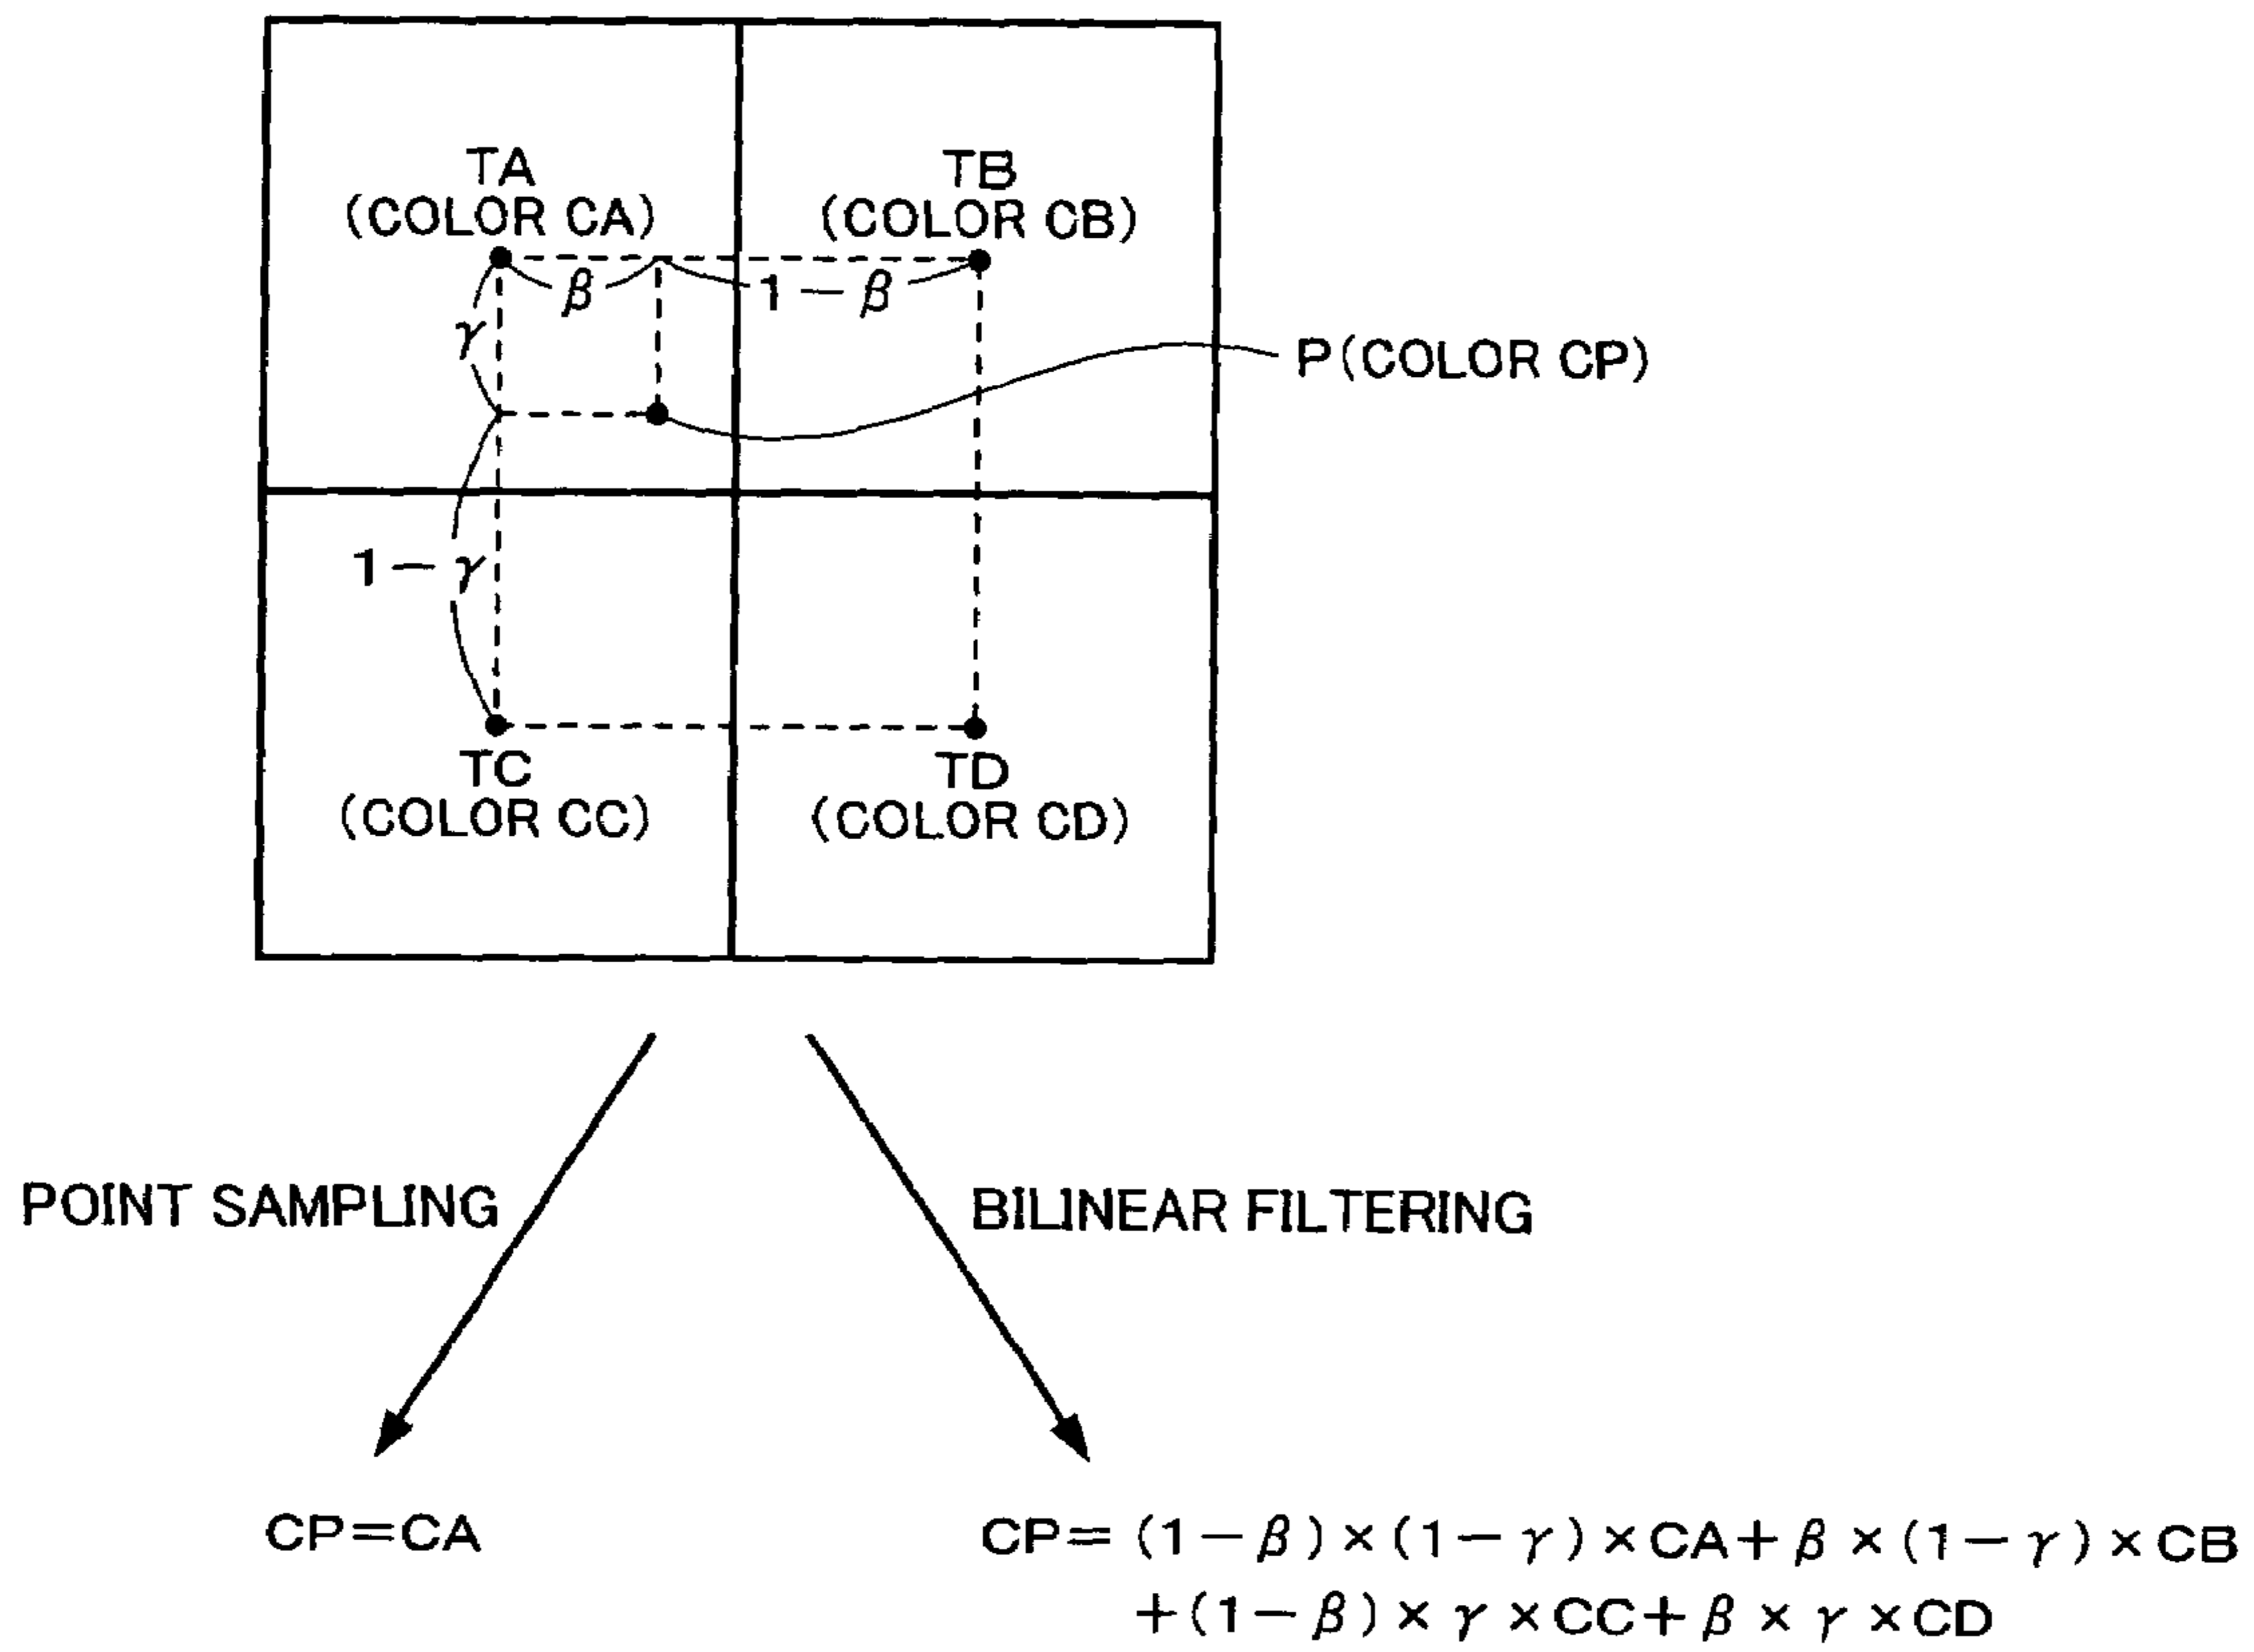 TA
(COLOR CA)
TB
(COLOR CB)
β
1-β
γ
P(COLOR CP)
1-γ
TC
(COLOR CC)
TD
(COLOR CD)
POINT SAMPLING
BILINEAR FILTERING
CP=CA
CP=(1-β)×(1-γ)×CA+β×(1-γ)×CB
+(1-β)×γ×CC+β×γ×CD